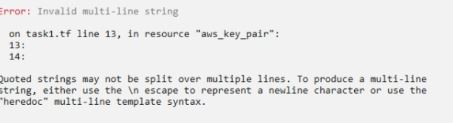 Error: Invalid multi-line string
on task1.tf line 13, in resource "aws_key_pair":
13:
14:
Quoted strings may not be split over multiple lines. To produce a multi-line
string, either use the \n escape to represent a newline character or use the
"heredoc" multi-line template syntax.